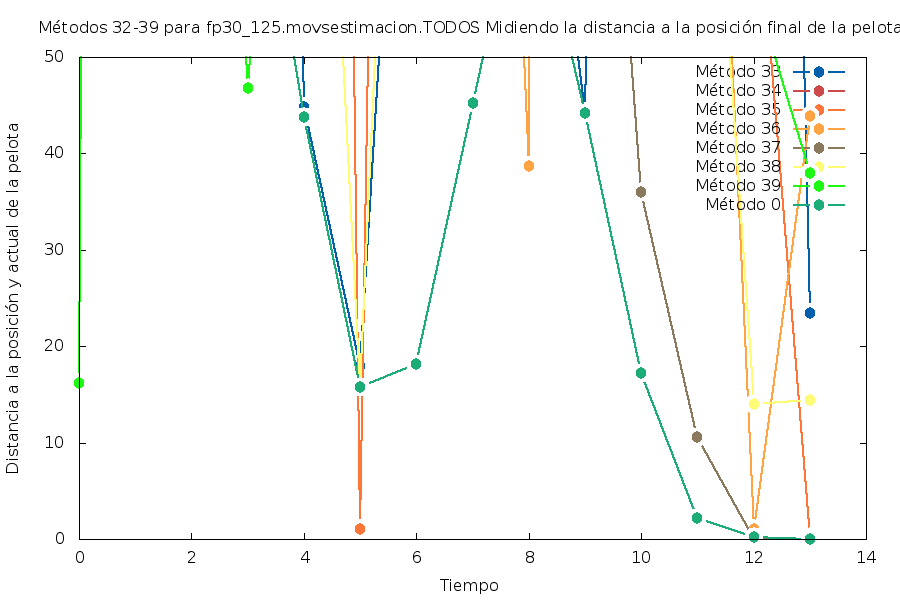 Métodos 32-39 para fp30_125.movsestimacion.TODOS Midiendo la distancia a la posición final de la pelota
Distancia a la posición y actual de la pelota
50
40
30
20
10
0
Método 33
Método 34
Método 35
Método 36
Método 37
Método 38
Método 39
Método 0
0 2 4 6 8 10 12 14
Tiempo